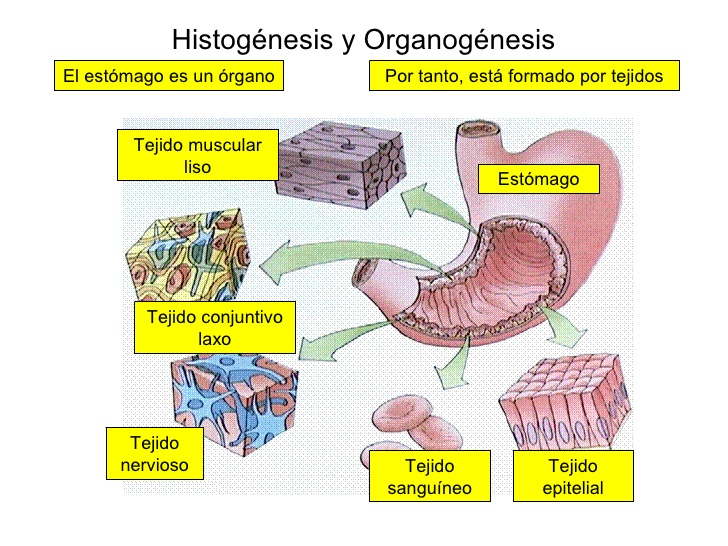 Histogénesis y Organogénesis
El estómago es un órgano
Por tanto, está formado por tejidos
Tejido muscular
liso
Estómago
Tejido conjuntivo
laxo
Tejido
nervioso
Tejido
sanguíneo
Tejido
epitelial